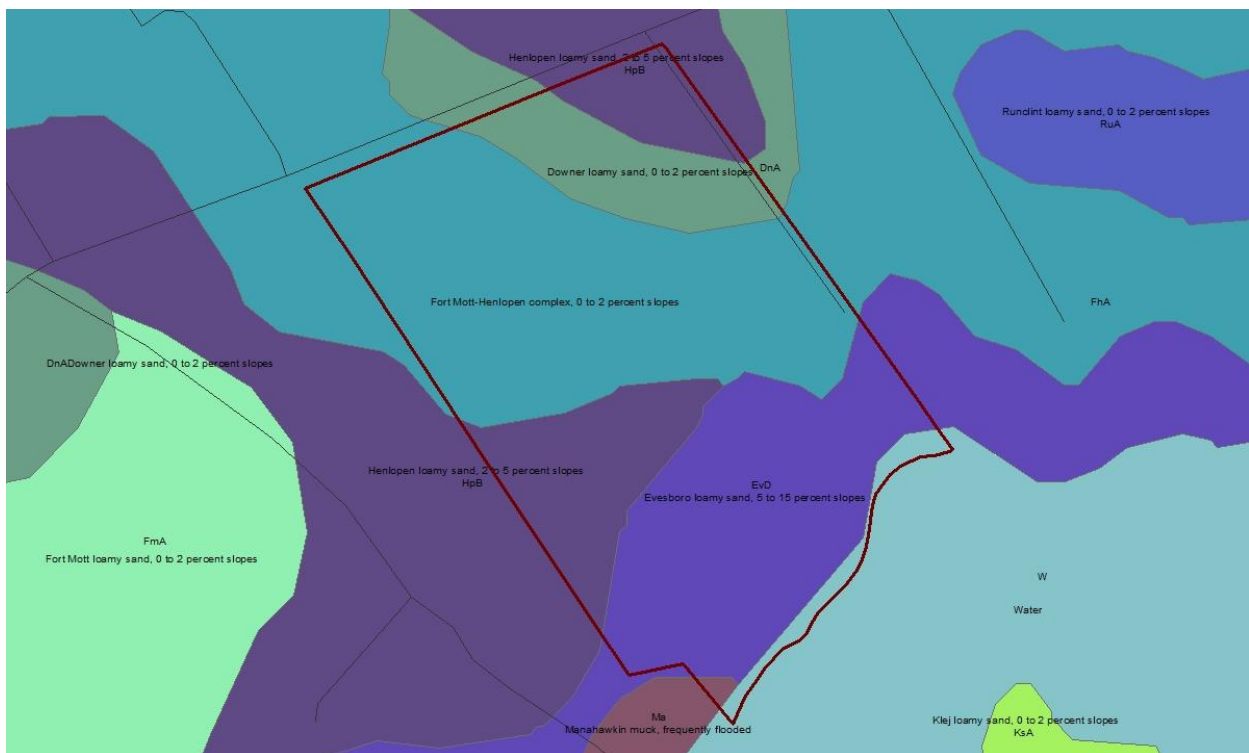 Henlopen loamy sand, 2 to 5 percent slopes
HpB
Runclint loamy sand, 0 to 2 percent slopes
RuA
DnA
Downer loamy sand, 0 to 2 percent slopes
Fort Mott-Henlopen complex, 0 to 2 percent slopes
FhA
DnADowner loamy sand, 0 to 2 percent slopes
Henlopen loamy sand, 2 to 5 percent slopes
HpB
EvD
Evesboro loamy sand, 5 to 15 percent slopes
FmA
Fort Mott loamy sand, 0 to 2 percent slopes
W
Water
Ma
Manahawkin muck, frequently flooded
Klej loamy sand, 0 to 2 percent slopes
KsA